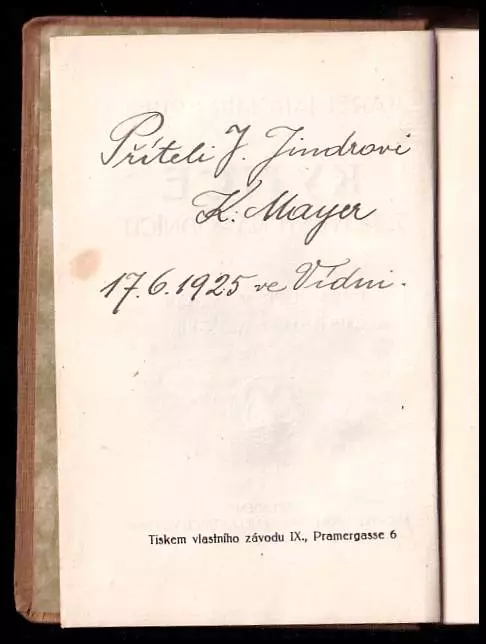 Příteli J. Jindrovi
K. Mayer
17.6.1925 ve Vídni.
Tiskem vlastního závodu IX., Pramergasse 6